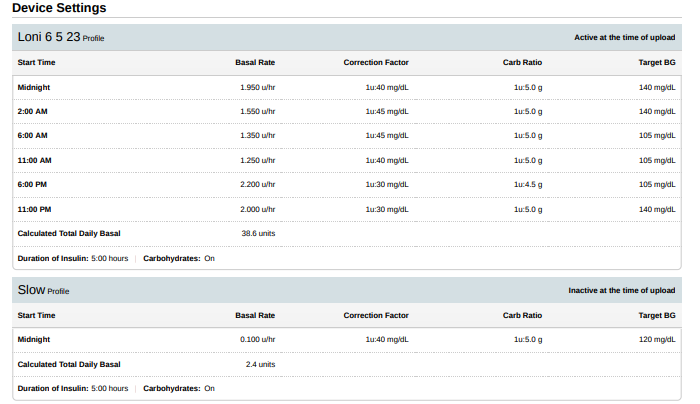 Device Settings
Loni 6 5 23 Profile Active at the time of upload
Start Time Basal Rate Correction Factor Carb Ratio Target BG
Midnight 1.950 u/hr 1u:40 mg/dL 1u:5.0 g 140 mg/dL
2:00 AM 1.550 u/hr 1u:45 mg/dL 1u:5.0 g 140 mg/dL
6:00 AM 1.350 u/hr 1u:45 mg/dL 1u:5.0 g 105 mg/dL
11:00 AM 1.250 u/hr 1u:40 mg/dL 1u:5.0 g 105 mg/dL
6:00 PM 2.200 u/hr 1u:30 mg/dL 1u:4.5 g 105 mg/dL
11:00 PM 2.000 u/hr 1u:30 mg/dL 1u:5.0 g 140 mg/dL
Calculated Total Daily Basal 38.6 units
Duration of Insulin: 5:00 hours Carbohydrates: On
Slow Profile Inactive at the time of upload
Start Time Basal Rate Correction Factor Carb Ratio Target BG
Midnight 0.100 u/hr 1u:40 mg/dL 1u:5.0 g 120 mg/dL
Calculated Total Daily Basal 2.4 units
Duration of Insulin: 5:00 hours Carbohydrates: On